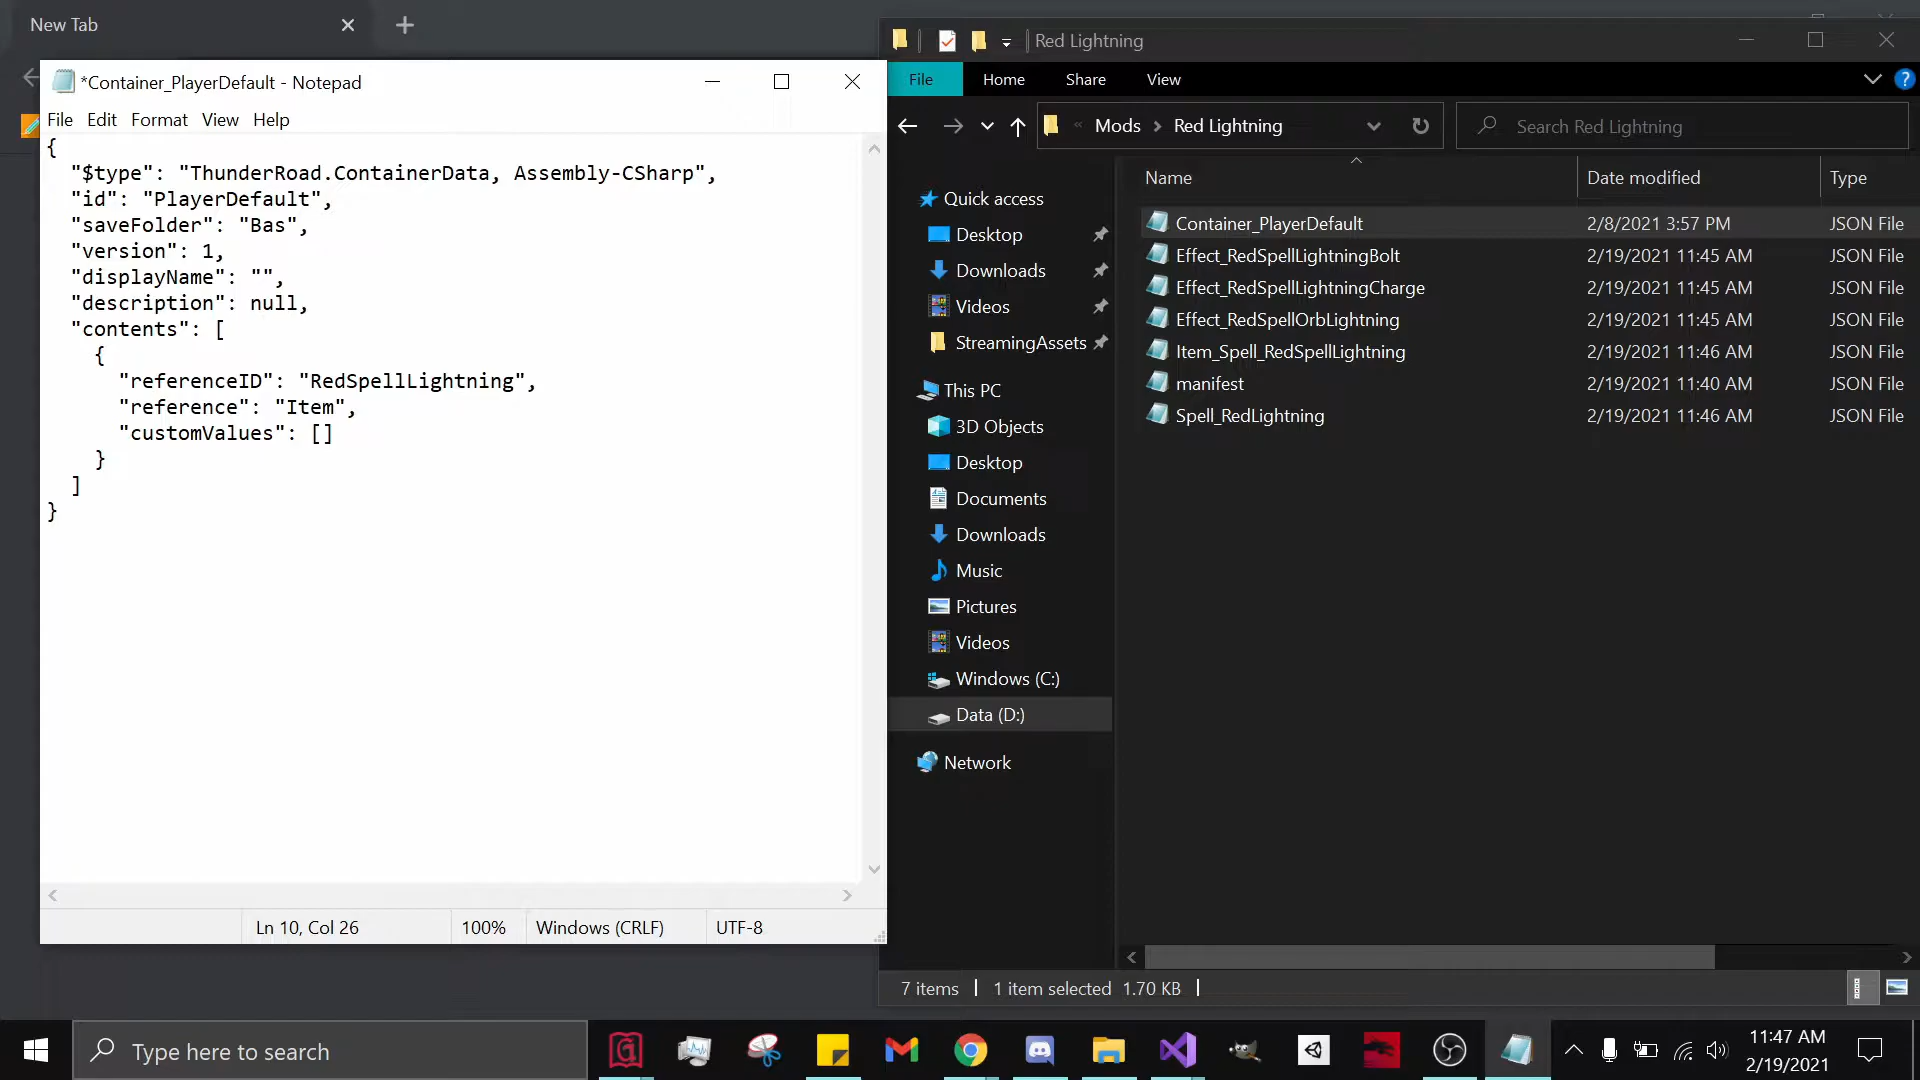 New Tab
*Container_PlayerDefault - Notepad
File Edit Format View Help
{
"$type": "ThunderRoad.ContainerData, Assembly-CSharp",
"id": "PlayerDefault",
"saveFolder": "Bas",
"version": 1,
"displayName": "",
"description": null,
"contents": [
{
"referenceID": "RedSpellLightning",
"reference": "Item",
"customValues": []
}
]
}
Ln 10, Col 26 100% Windows (CRLF) UTF-8
Red Lightning
File Home Share View
Mods Red Lightning Search Red Lightning
Quick access
Desktop
Downloads
Videos
StreamingAssets
This PC
3D Objects
Desktop
Documents
Downloads
Music
Pictures
Videos
Windows (C:)
Data (D:)
Network
Name Date modified Type
Container_PlayerDefault 2/8/2021 3:57 PM JSON File
Effect_RedSpellLightningBolt 2/19/2021 11:45 AM JSON File
Effect_RedSpellLightningCharge 2/19/2021 11:45 AM JSON File
Effect_RedSpellOrbLightning 2/19/2021 11:45 AM JSON File
Item_Spell_RedSpellLightning 2/19/2021 11:46 AM JSON File
manifest 2/19/2021 11:40 AM JSON File
Spell_RedLightning 2/19/2021 11:46 AM JSON File
7 items 1 item selected 1.70 KB
Type here to search
11:47 AM
2/19/2021